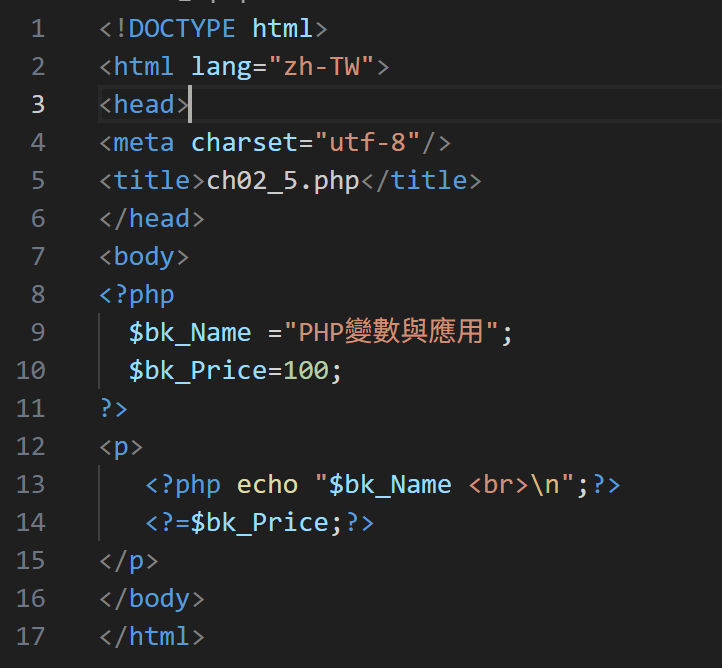 1 <!DOCTYPE html>
2 <html lang="zh-TW">
3 <head>
4 <meta charset="utf-8"/>
5 <title>ch02_5.php</title>
6 </head>
7 <body>
8 <?php
9 $bk_Name ="PHP變數與應用";
10 $bk_Price=100;
11 ?>
12 <p>
13 <?php echo "$bk_Name <br>\n";?>
14 <?=$bk_Price;?>
15 </p>
16 </body>
17 </html>